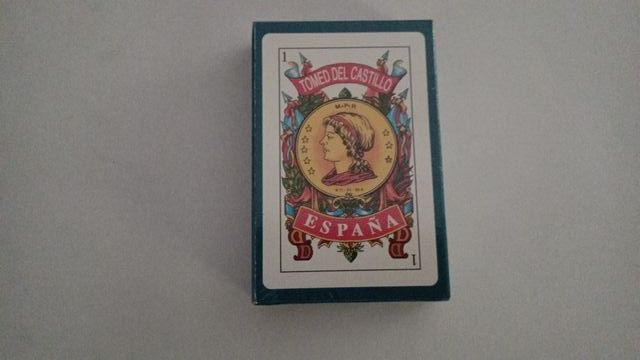 1
TOMED DEL CASTILLO
M·P·R
ESPAÑA
1